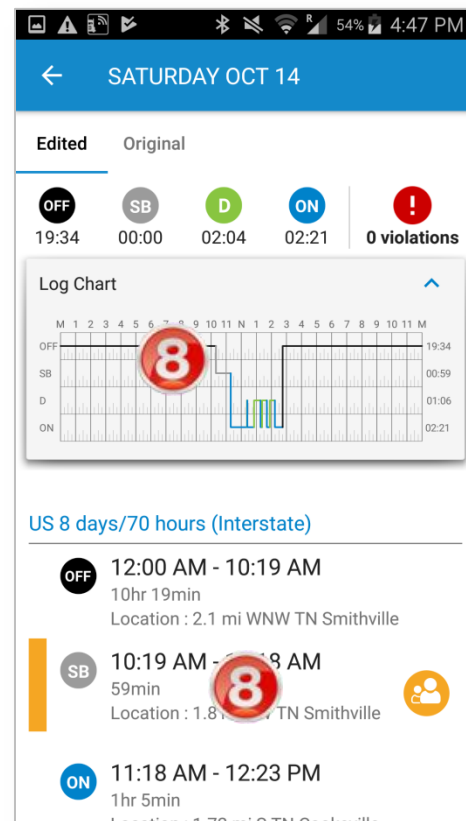 R 54% 4:47 PM
SATURDAY OCT 14
Edited Original
OFF SB D ON !
19:34 00:00 02:04 02:21 0 violations
Log Chart
M 1 2 3 4 5 6 7 8 9 10 11 N 1 2 3 4 5 6 7 8 9 10 11 M
OFF 19:34
SB 00:59
D 01:06
ON 02:21
8
US 8 days/70 hours (Interstate)
OFF 12:00 AM - 10:19 AM
10hr 19min
Location : 2.1 mi WNW TN Smithville
SB 10:19 AM - 8 AM
59min
8
Location : 1.8 TN Smithville
ON 11:18 AM - 12:23 PM
1hr 5min